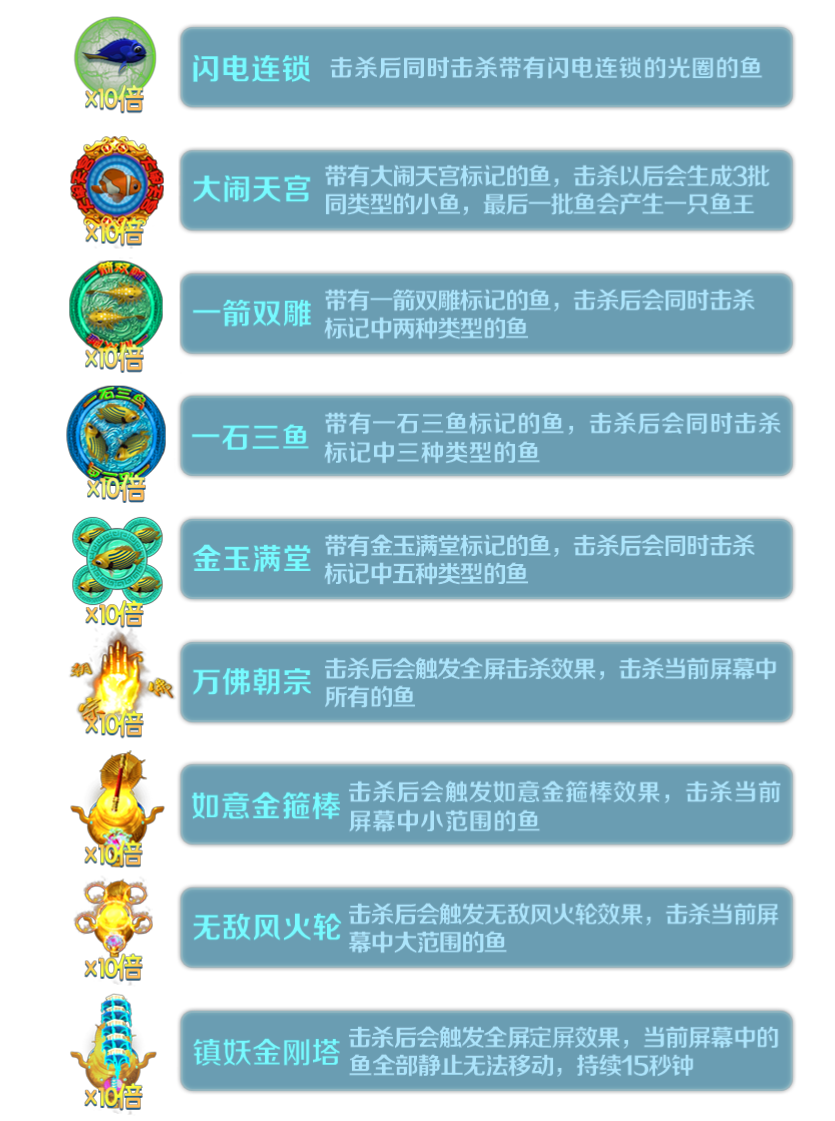 ×10倍
闪电连锁
击杀后同时击杀带有闪电连锁的光圈的鱼
×10倍
大闹天宫
带有大闹天宫标记的鱼，击杀以后会生成3批
同类型的小鱼，最后一批鱼会产生一只鱼王
一箭双雕
×10倍
一箭双雕
带有一箭双雕标记的鱼，击杀后会同时击杀
标记中两种类型的鱼
一石三鱼
×10倍
一石三鱼
带有一石三鱼标记的鱼，击杀后会同时击杀
标记中三种类型的鱼
×10倍
金玉满堂
带有金玉满堂标记的鱼，击杀后会同时击杀
标记中五种类型的鱼
×10倍
万佛朝宗
击杀后会触发全屏击杀效果，击杀当前屏幕中
所有的鱼
×10倍
如意金箍棒
击杀后会触发如意金箍棒效果，击杀当前
屏幕中小范围的鱼
×10倍
无敌风火轮
击杀后会触发无敌风火轮效果，击杀当前屏
幕中大范围的鱼
×10倍
镇妖金刚塔
击杀后会触发全屏定屏效果，当前屏幕中的
鱼全部静止无法移动，持续15秒钟